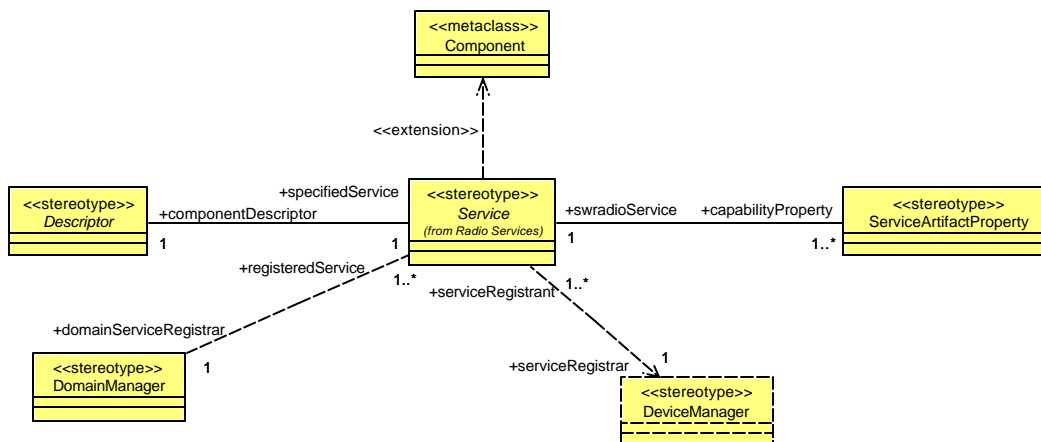 <<metaclass>>
Component
<<extension>>
<<stereotype>>
Descriptor
+specifiedService
+componentDescriptor
1
1
<<stereotype>>
Service
(from Radio Services)
+swradioService
+capabilityProperty
1
1..*
<<stereotype>>
ServiceArtifactProperty
+registeredService
1..*
+serviceRegistrant
1..*
+domainServiceRegistrar
1
<<stereotype>>
DomainManager
+serviceRegistrar
1
<<stereotype>>
DeviceManager